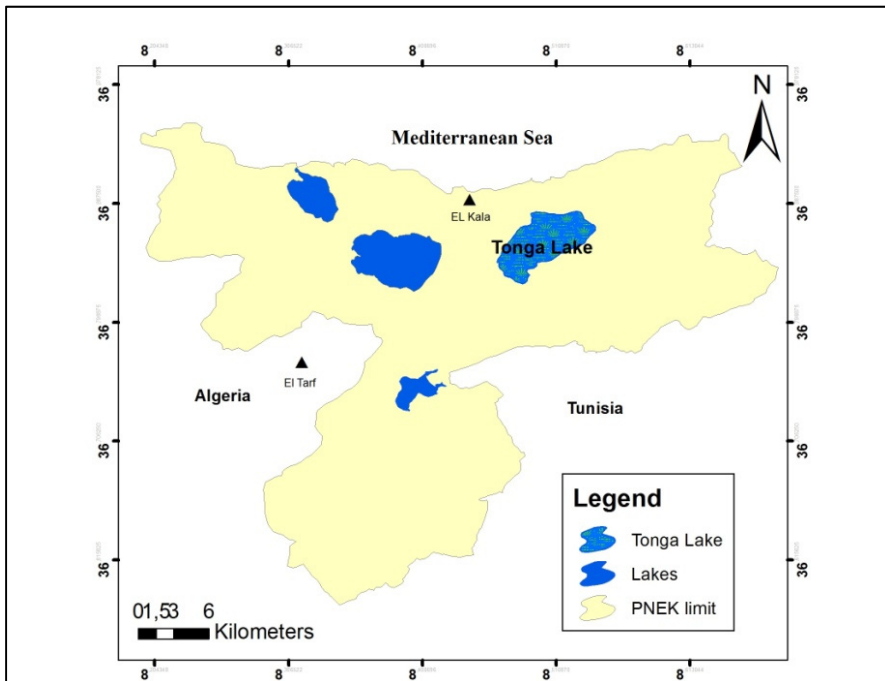 8 8 8 8 8
N
36 36
Mediterranean Sea
EL Kala
36 36
Tonga Lake
36 36
El Tarf
Algeria
Tunisia
36 36
Legend
Tonga Lake
Lakes
PNEK limit
36 36
01,53 6
Kilometers
8 8 8 8 8